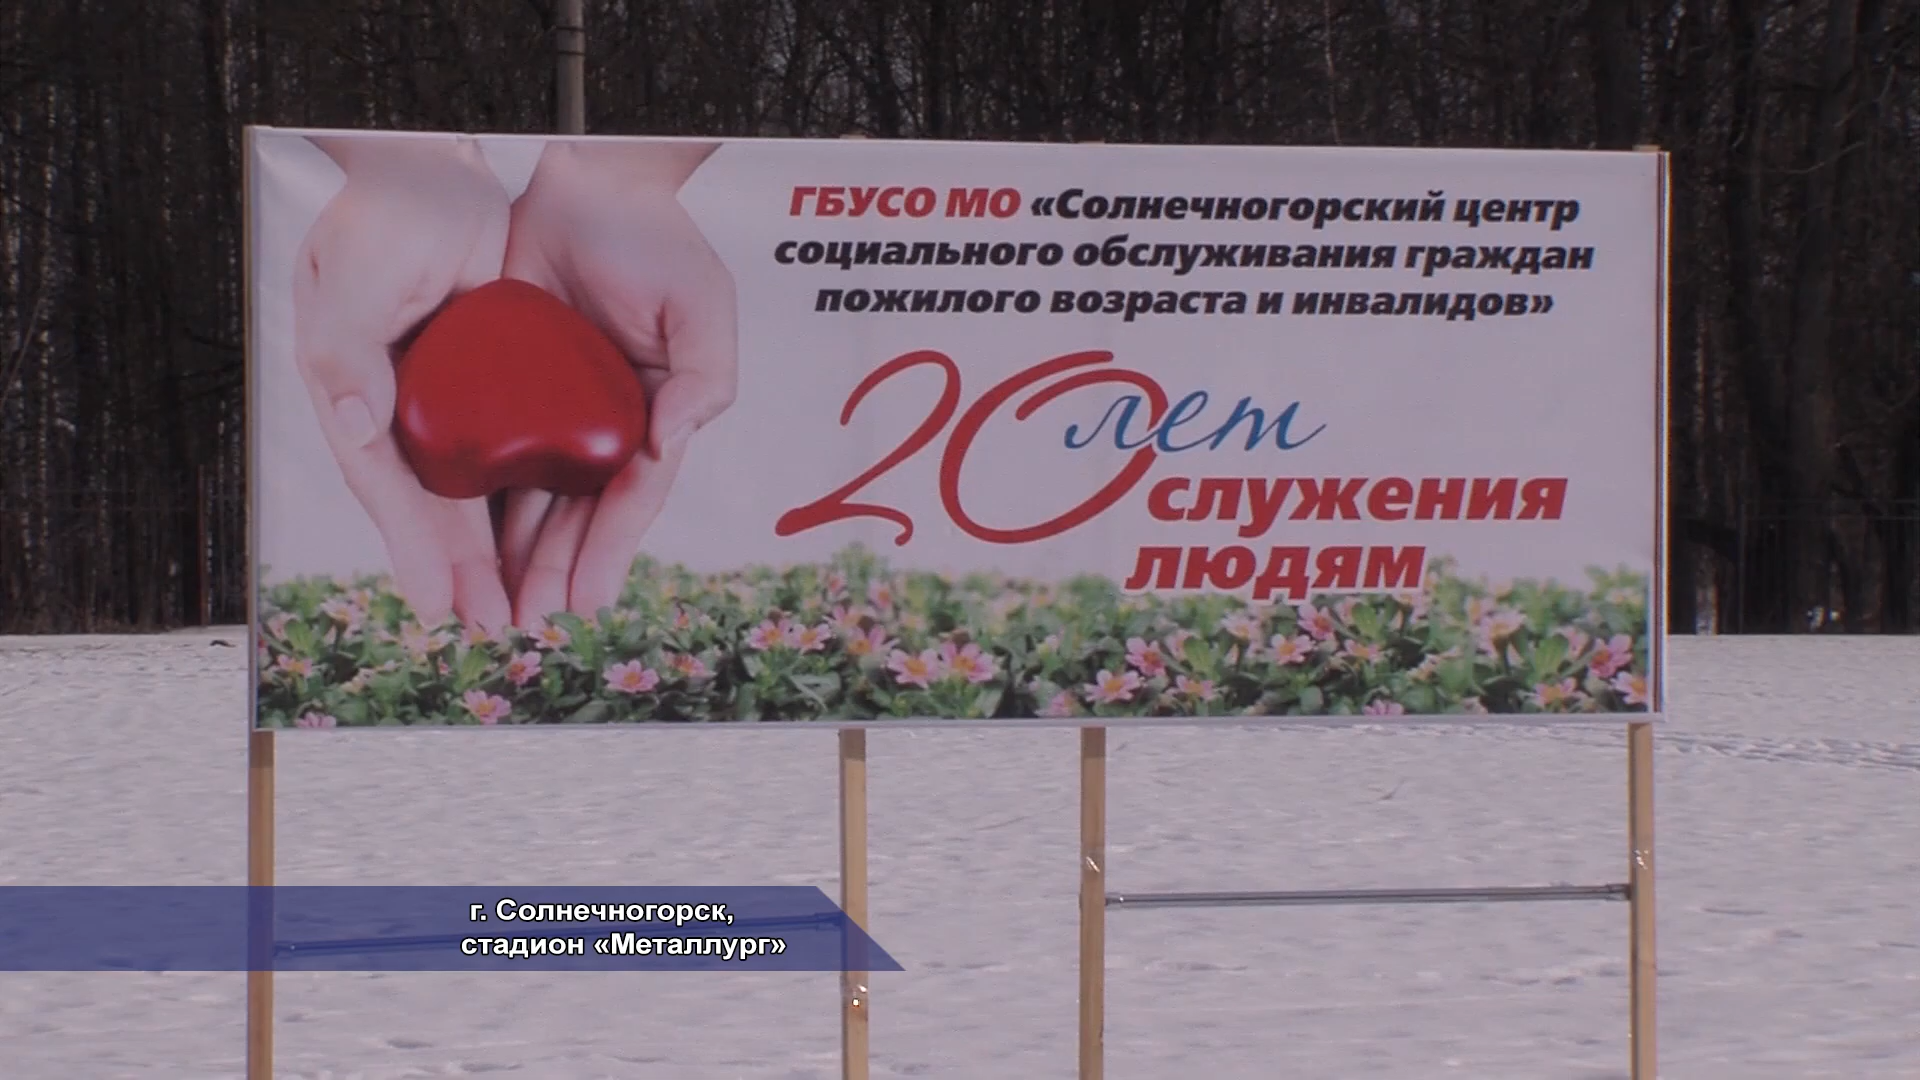 ГБУСО МО «Солнечногорский центр
социального обслуживания граждан
пожилого возраста и инвалидов»
20 лет
служения
людям
г. Солнечногорск,
стадион «Металлург»